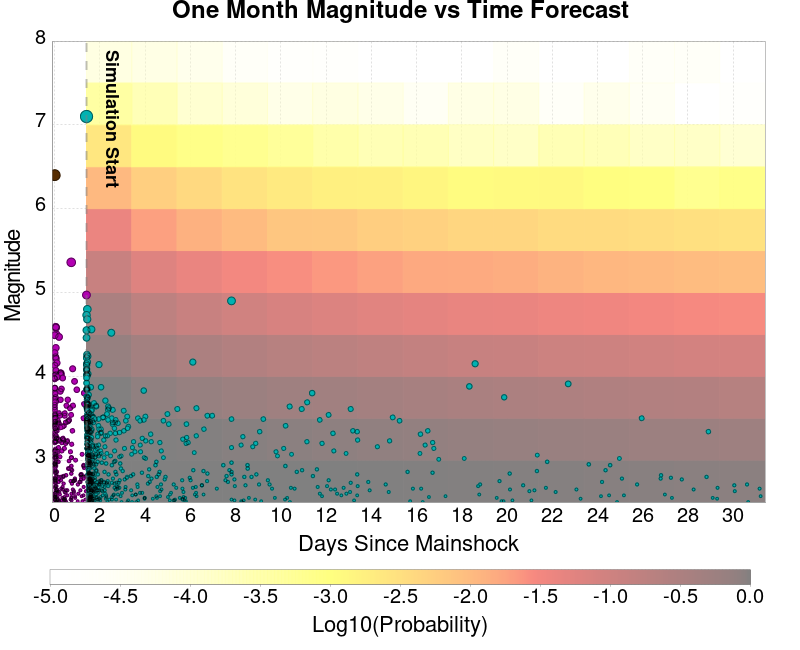 One Month Magnitude vs Time Forecast
Simulation Start
Magnitude
8
7
6
5
4
3
0 2 4 6 8 10 12 14 16 18 20 22 24 26 28 30
Days Since Mainshock
-5.0 -4.5 -4.0 -3.5 -3.0 -2.5 -2.0 -1.5 -1.0 -0.5 0.0
Log10(Probability)